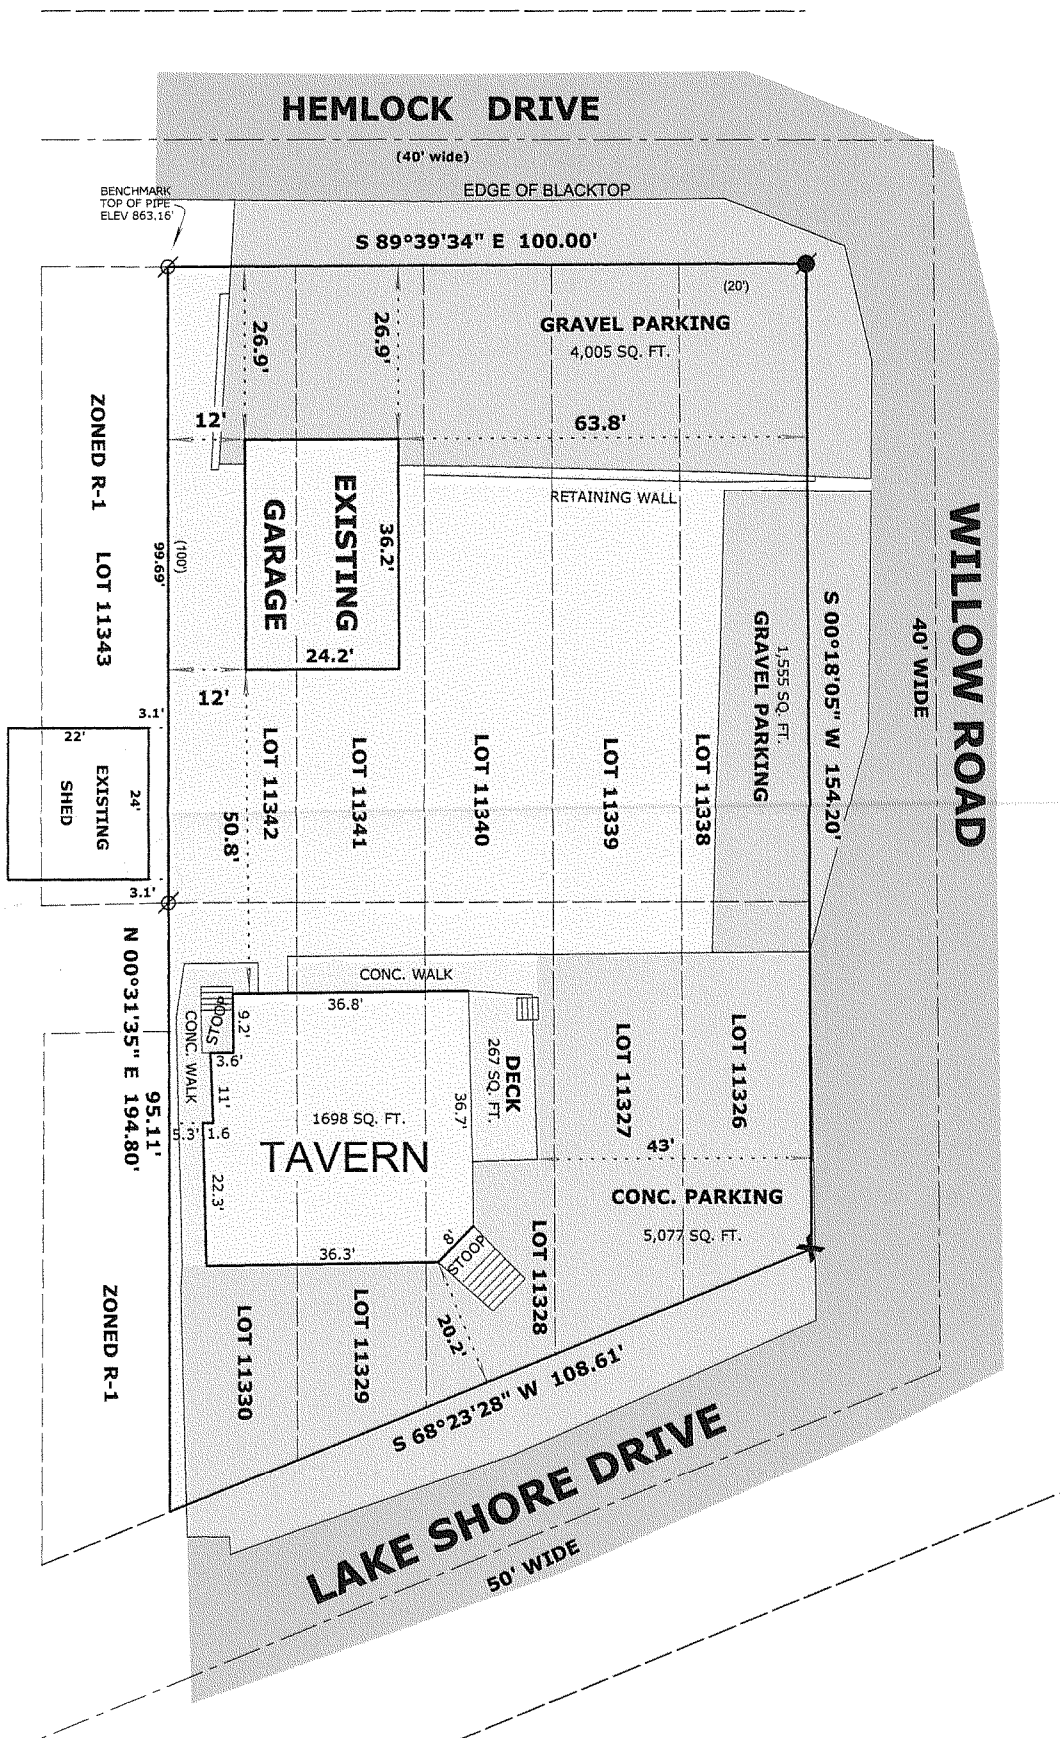 HEMLOCK DRIVE
(40' wide)
BENCHMARK
TOP OF PIPE
ELEV 863.16'
EDGE OF BLACKTOP
S 89°39'34" E 100.00'
(20')
26.9'
26.9'
GRAVEL PARKING
4,005 SQ. FT.
12'
63.8'
ZONED R-1 LOT 11343
EXISTING
GARAGE
36.2'
24.2'
RETAINING WALL
(100')
99.69'
WILLOW ROAD
40' WIDE
S 00°18'05" W 154.20'
1,555 SQ. FT.
GRAVEL PARKING
12'
3.1'
22'
24'
EXISTING
SHED
3.1'
50.8'
LOT 11342
LOT 11341
LOT 11340
LOT 11339
LOT 11338
N 00°31'35" E 194.80'
95.11'
CONC. WALK
36.8'
STOOP
9.2'
3.6'
CONC. WALK
11'
5.3'
1.6
22.3'
1698 SQ. FT.
TAVERN
36.7'
DECK
267 SQ. FT.
LOT 11327
LOT 11326
43'
CONC. PARKING
5,077 SQ. FT.
36.3'
8'
STOOP
20.2'
LOT 11328
LOT 11329
LOT 11330
ZONED R-1
S 68°23'28" W 108.61'
LAKE SHORE DRIVE
50' WIDE